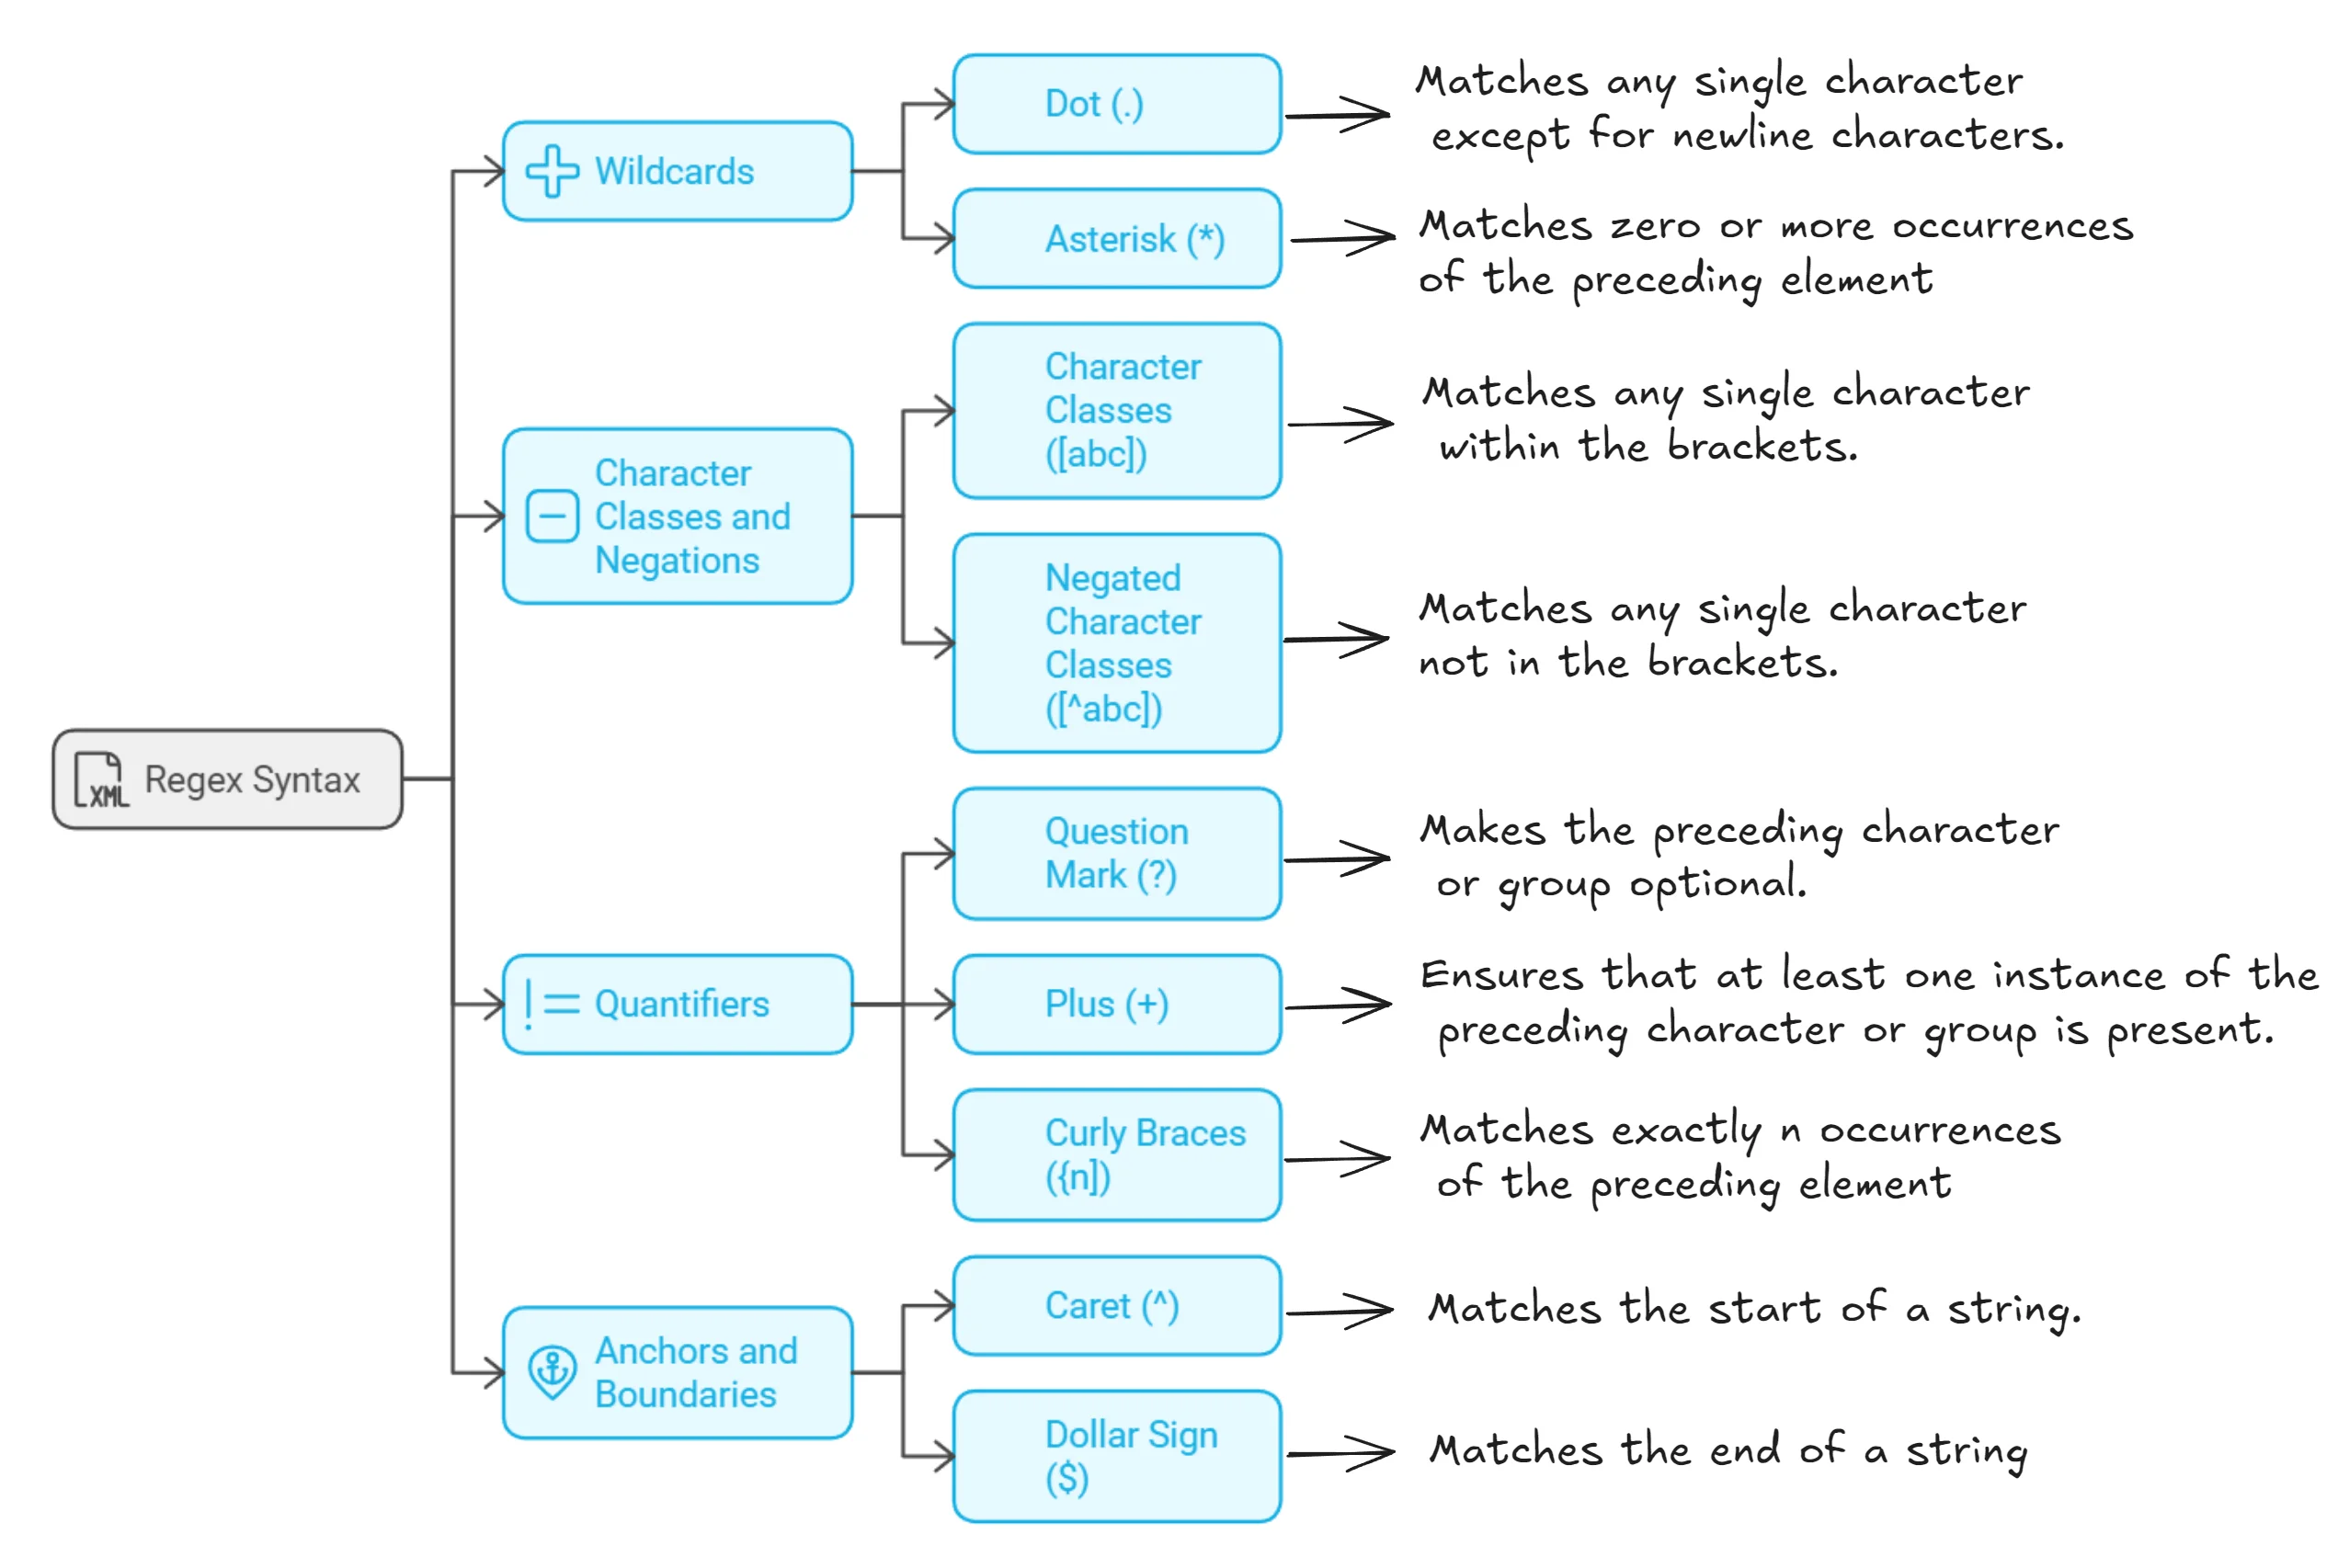 Dot (.)
Matches any single character
except for newline characters.
Wildcards
Asterisk (*)
Matches zero or more occurrences
of the preceding element
Character
Classes
([abc])
Matches any single character
within the brackets.
Character
Classes and
Negations
Negated
Character
Classes
([^abc])
Matches any single character
not in the brackets.
XML
Regex Syntax
Question
Mark (?)
Makes the preceding character
or group optional.
!= Quantifiers
Plus (+)
Ensures that at least one instance of the
preceding character or group is present.
Curly Braces
({n])
Matches exactly n occurrences
of the preceding element
Caret (^)
Matches the start of a string.
Anchors and
Boundaries
Dollar Sign
($)
Matches the end of a string